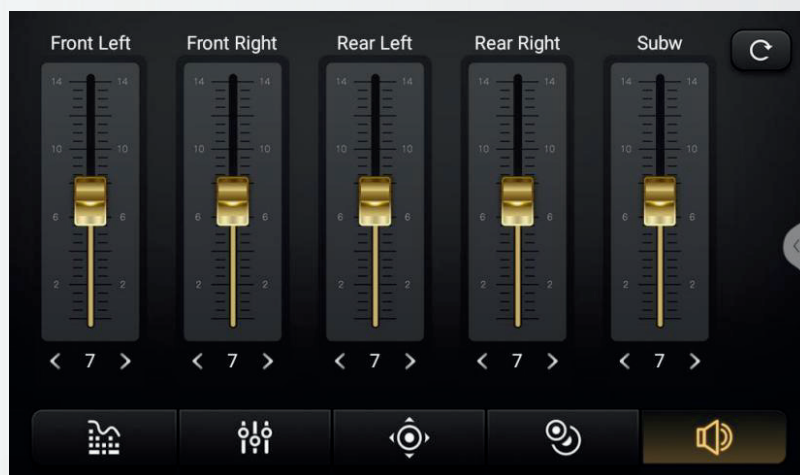 Front Left Front Right Rear Left Rear Right Subw
14 14 14 14 14 14 14 14 14 14
10 10 10 10 10 10 10 10 10 10
6 6 6 6 6 6 6 6 6 6
2 2 2 2 2 2 2 2 2 2
7 7 7 7 7